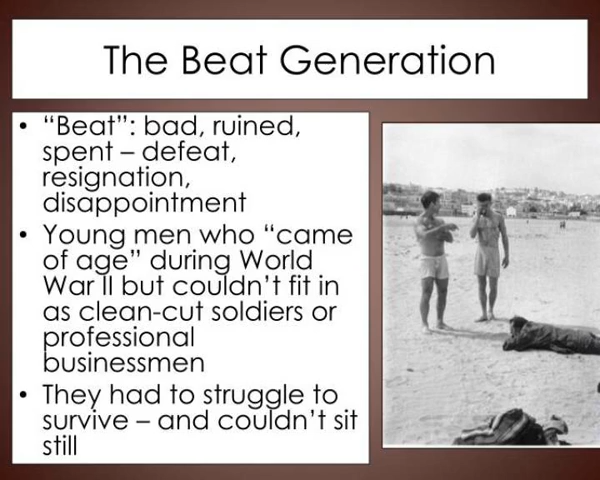 The Beat Generation
• “Beat”: bad, ruined,
spent – defeat,
resignation,
disappointment
• Young men who “came
of age” during World
War II but couldn’t fit in
as clean-cut soldiers or
professional
businessmen
• They had to struggle to
survive – and couldn’t sit
still